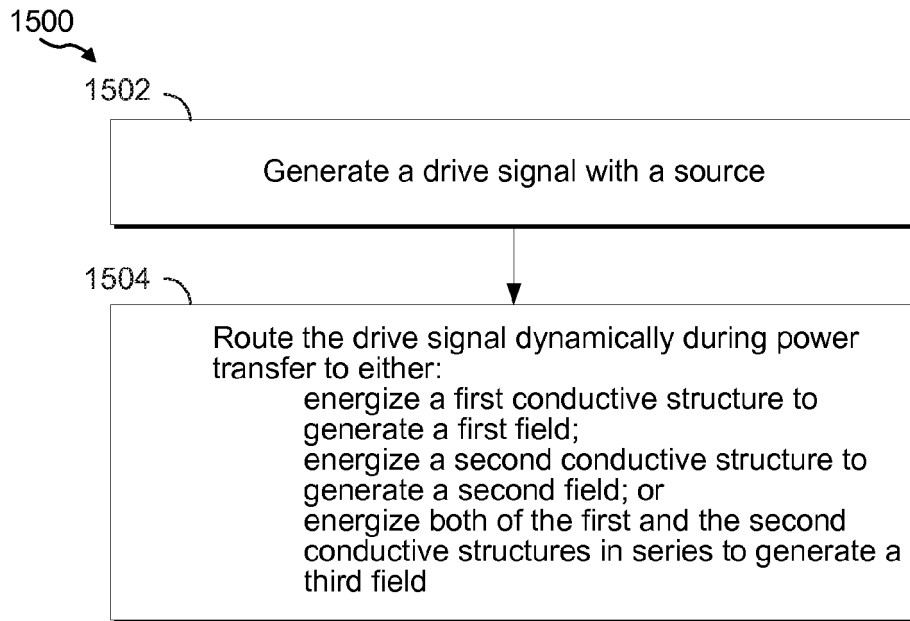 1500
1502
Generate a drive signal with a source
1504
Route the drive signal dynamically during power
transfer to either:
energize a first conductive structure to
generate a first field;
energize a second conductive structure to
generate a second field; or
energize both of the first and the second
conductive structures in series to generate a
third field